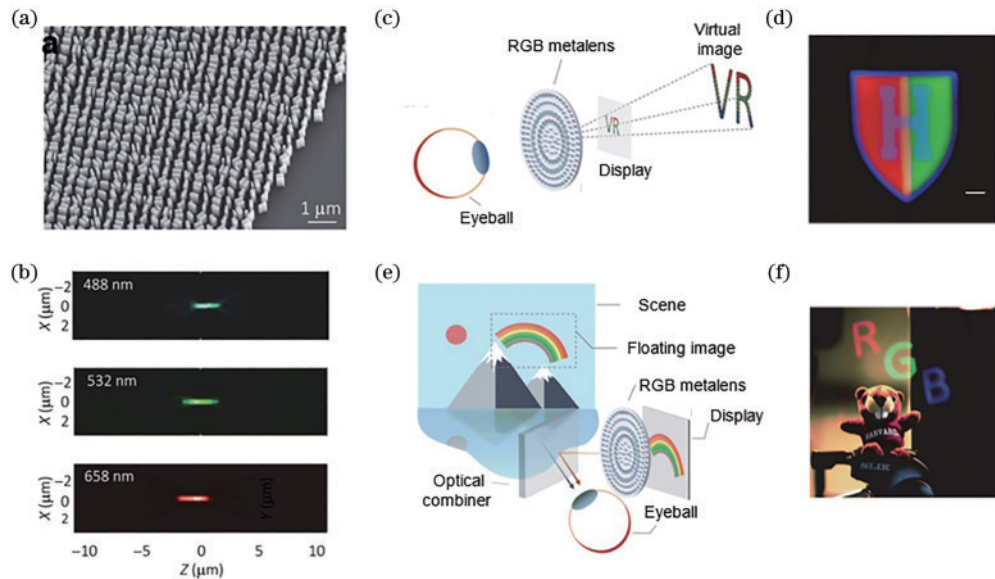 (a)
a
1 μm
(b)
X (μm)
−2
0
2
488 nm
X (μm)
−2
0
2
532 nm
X (μm)
−2
0
2
658 nm
Y (μm)
−10
−5
0
5
10
Z (μm)
(c)
RGB metalens
Virtual
image
VR
VR
Display
Eyeball
(d)
H
(e)
Scene
Floating image
RGB metalens
Display
Optical
combiner
Eyeball
(f)
R
G
B
HARVARD
SLIK